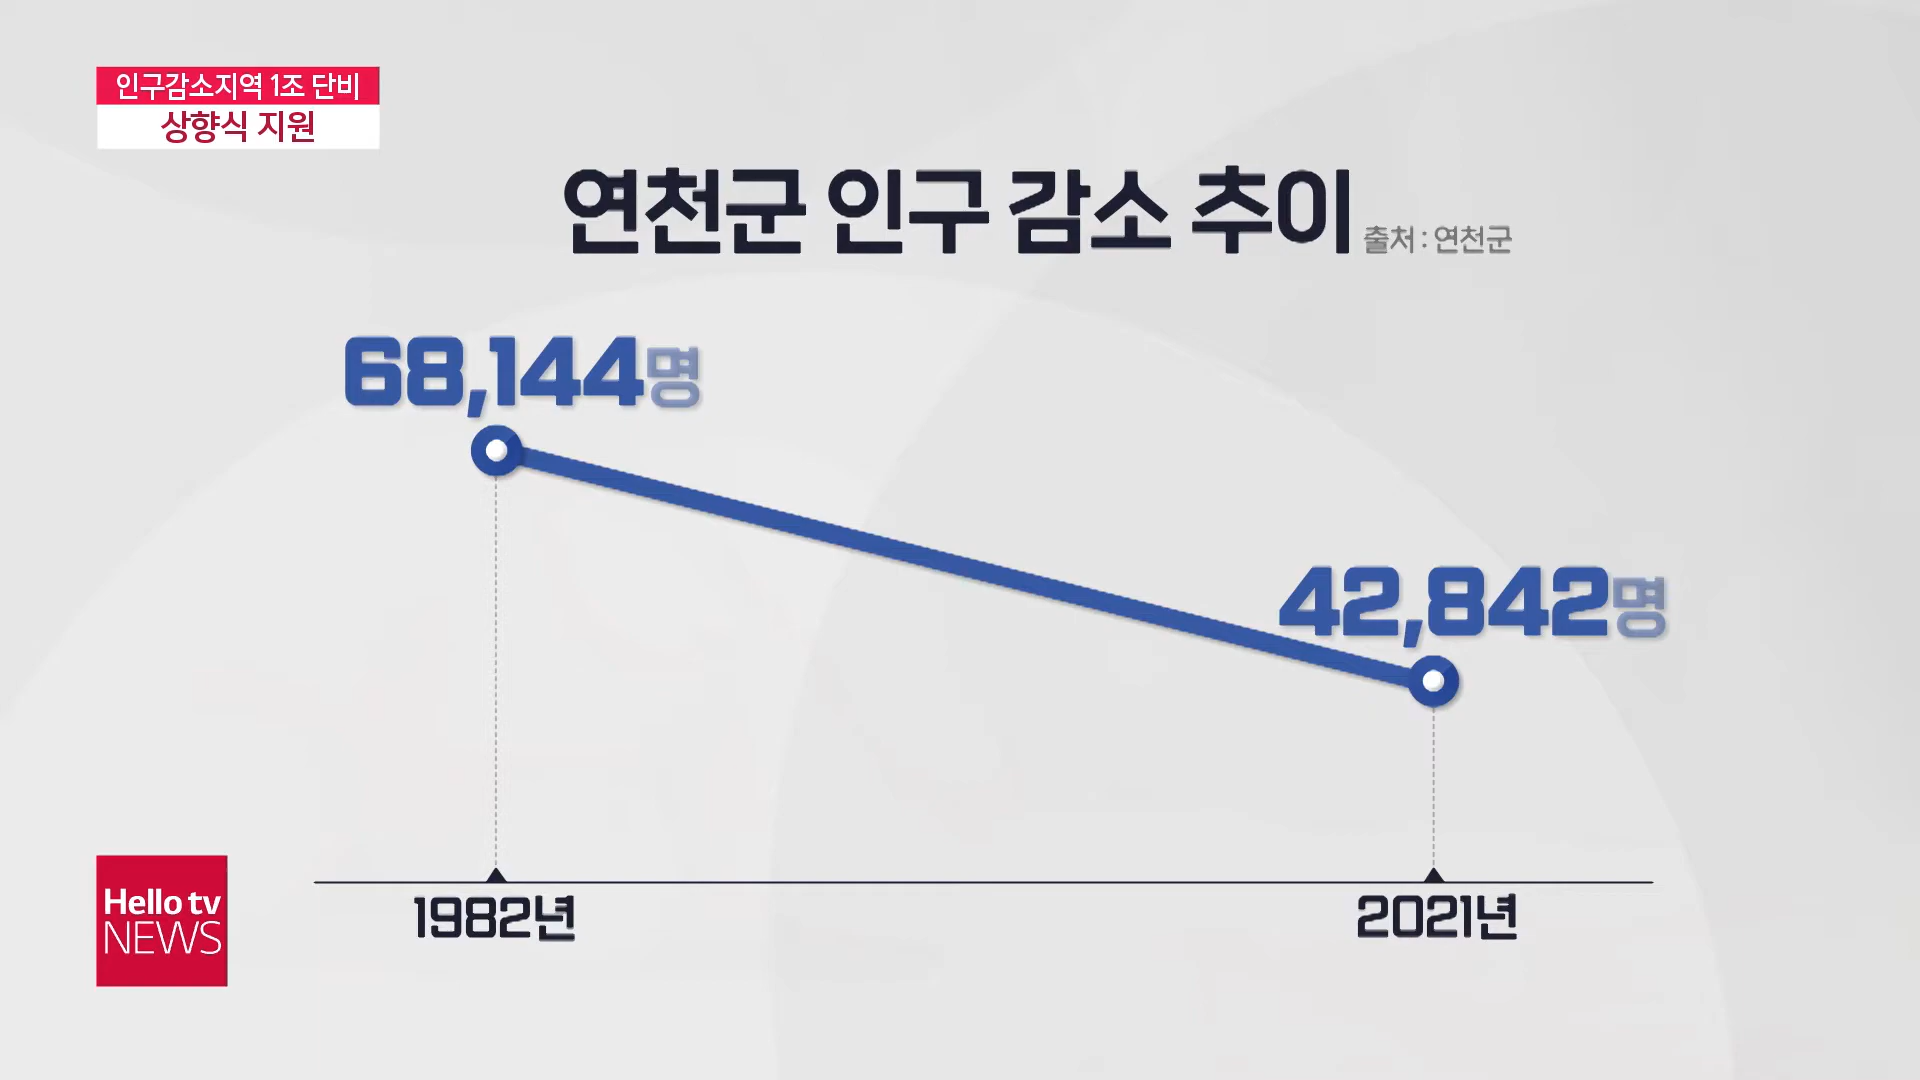 인구감소지역 1조 단비
상향식 지원
연천군 인구 감소 추이 출처 : 연천군
68,144명
42,842명
1982년 2021년
Hello tv
NEWS